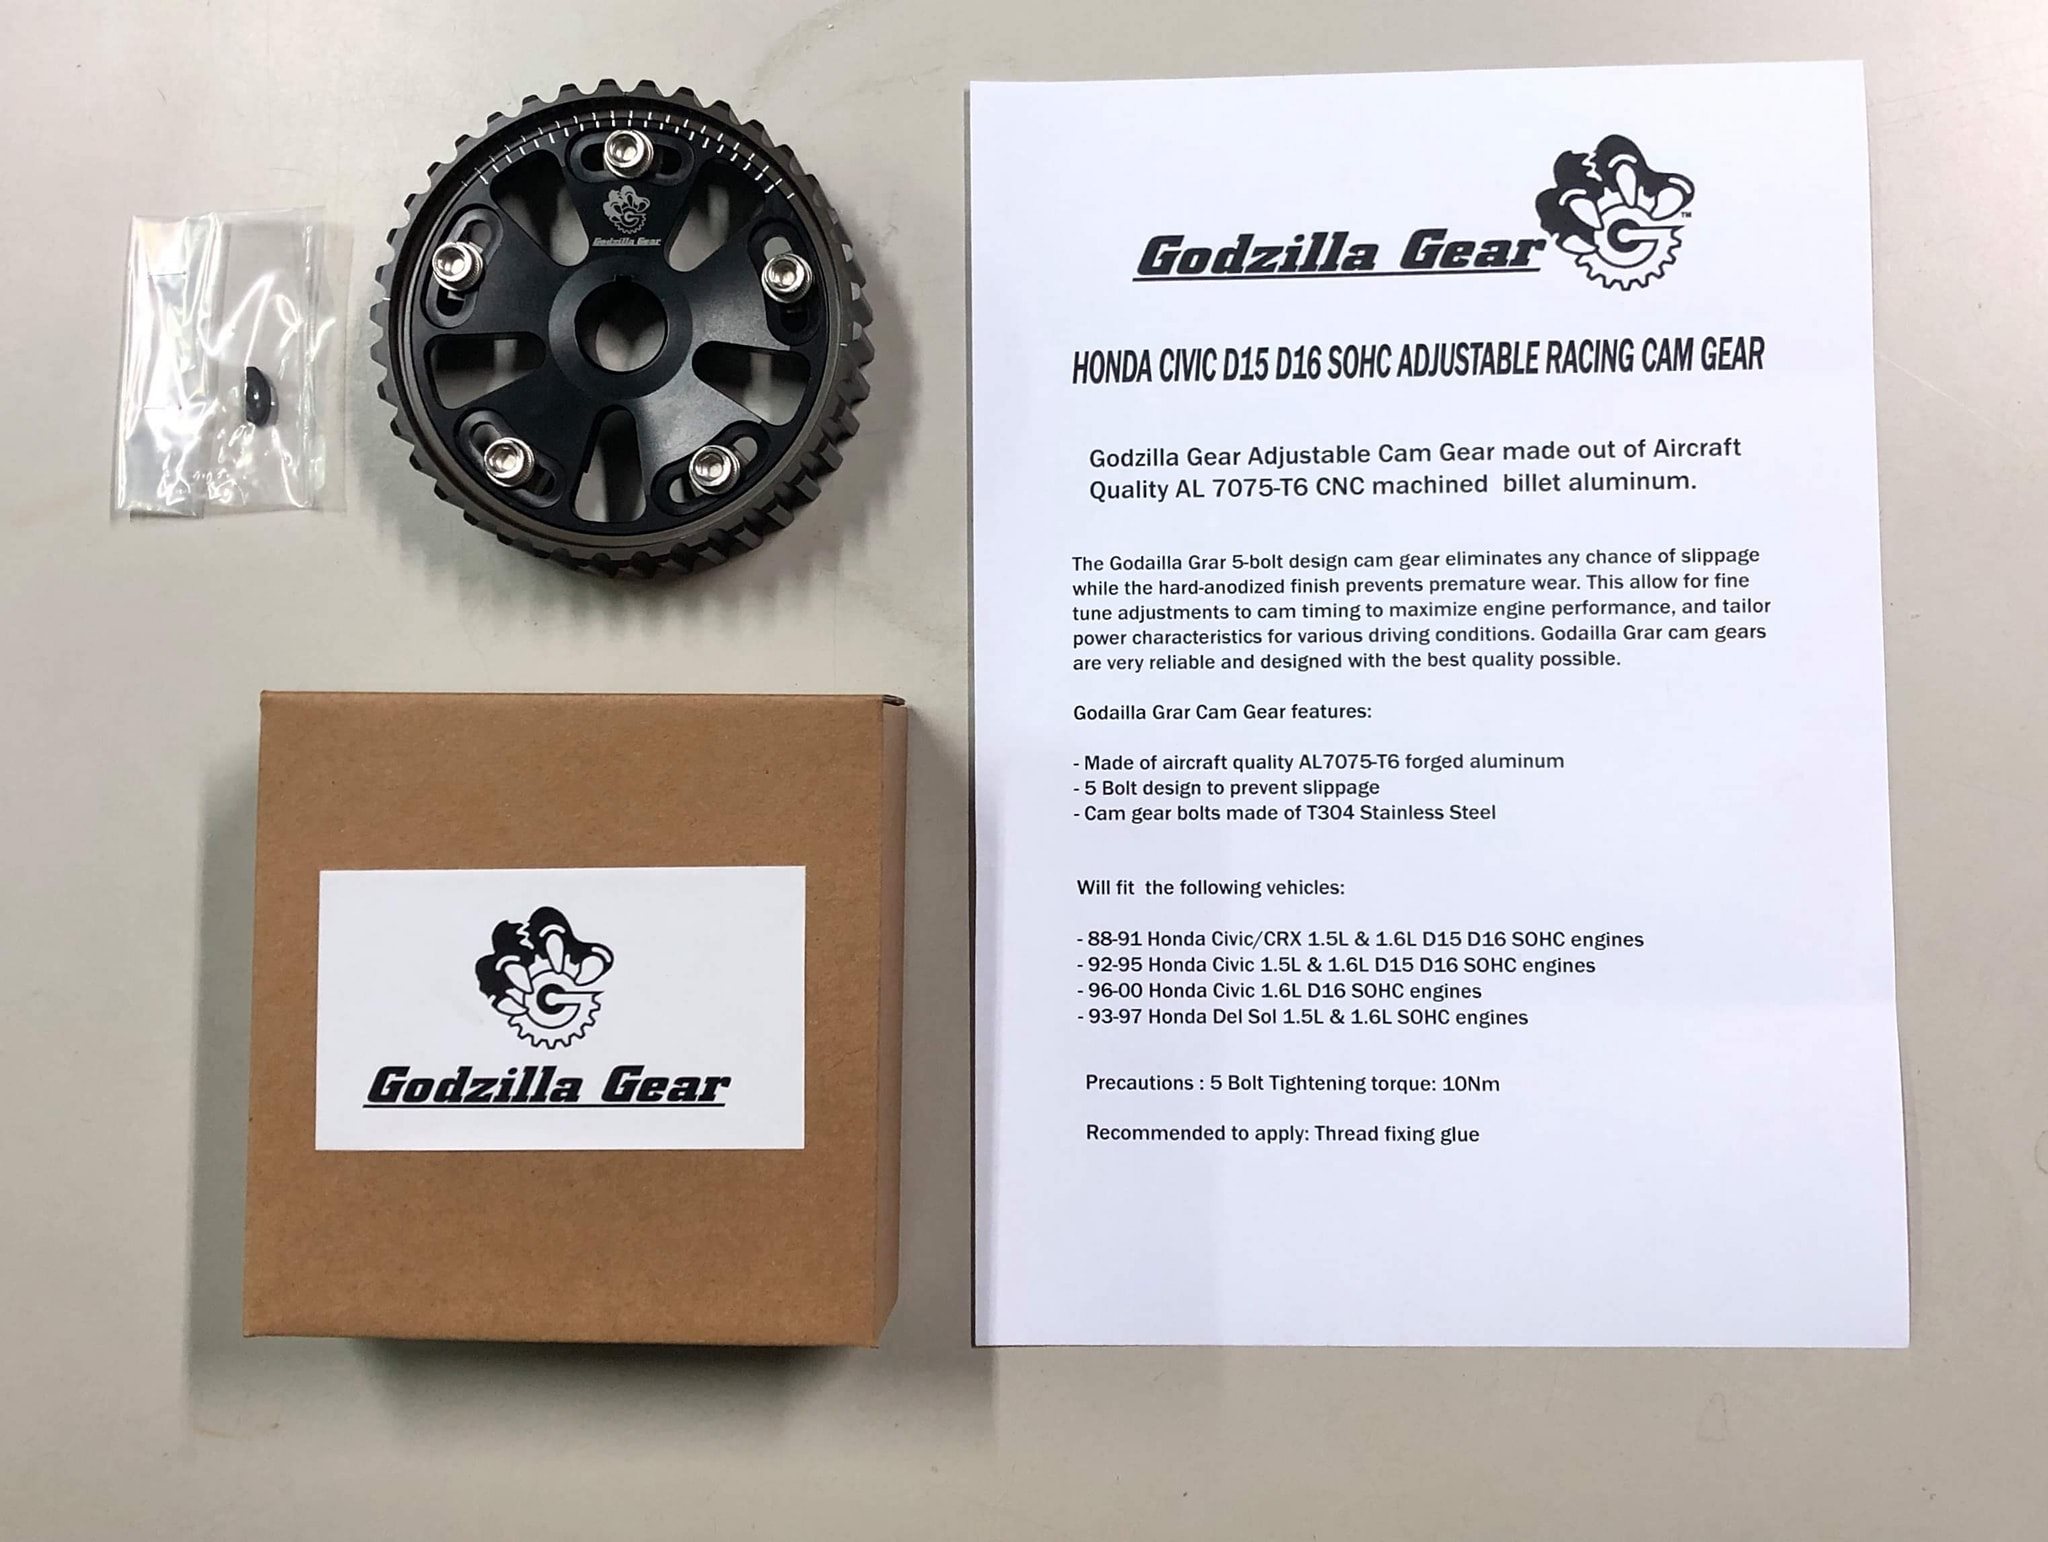 Godzilla Gear
Godzilla Gear
TM
HONDA CIVIC D15 D16 SOHC ADJUSTABLE RACING CAM GEAR
Godzilla Gear Adjustable Cam Gear made out of Aircraft
Quality AL 7075-T6 CNC machined billet aluminum.
The Godailla Grar 5-bolt design cam gear eliminates any chance of slippage
while the hard-anodized finish prevents premature wear. This allow for fine
tune adjustments to cam timing to maximize engine performance, and tailor
power characteristics for various driving conditions. Godailla Grar cam gears
are very reliable and designed with the best quality possible.
Godailla Grar Cam Gear features:
- Made of aircraft quality AL7075-T6 forged aluminum
- 5 Bolt design to prevent slippage
- Cam gear bolts made of T304 Stainless Steel
Will fit the following vehicles:
- 88-91 Honda Civic/CRX 1.5L & 1.6L D15 D16 SOHC engines
- 92-95 Honda Civic 1.5L & 1.6L D15 D16 SOHC engines
- 96-00 Honda Civic 1.6L D16 SOHC engines
- 93-97 Honda Del Sol 1.5L & 1.6L SOHC engines
Precautions : 5 Bolt Tightening torque: 10Nm
Recommended to apply: Thread fixing glue
Godzilla Gear